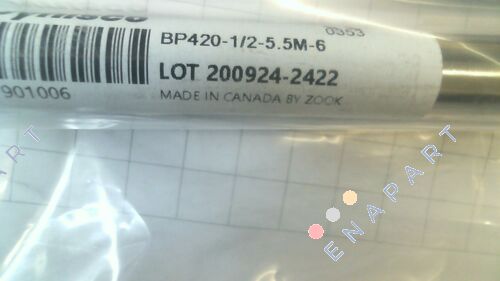 0353
BP420-1/2-5.5M-6
LOT 200924-2422
901006
MADE IN CANADA BY ZOOK
ENAPART